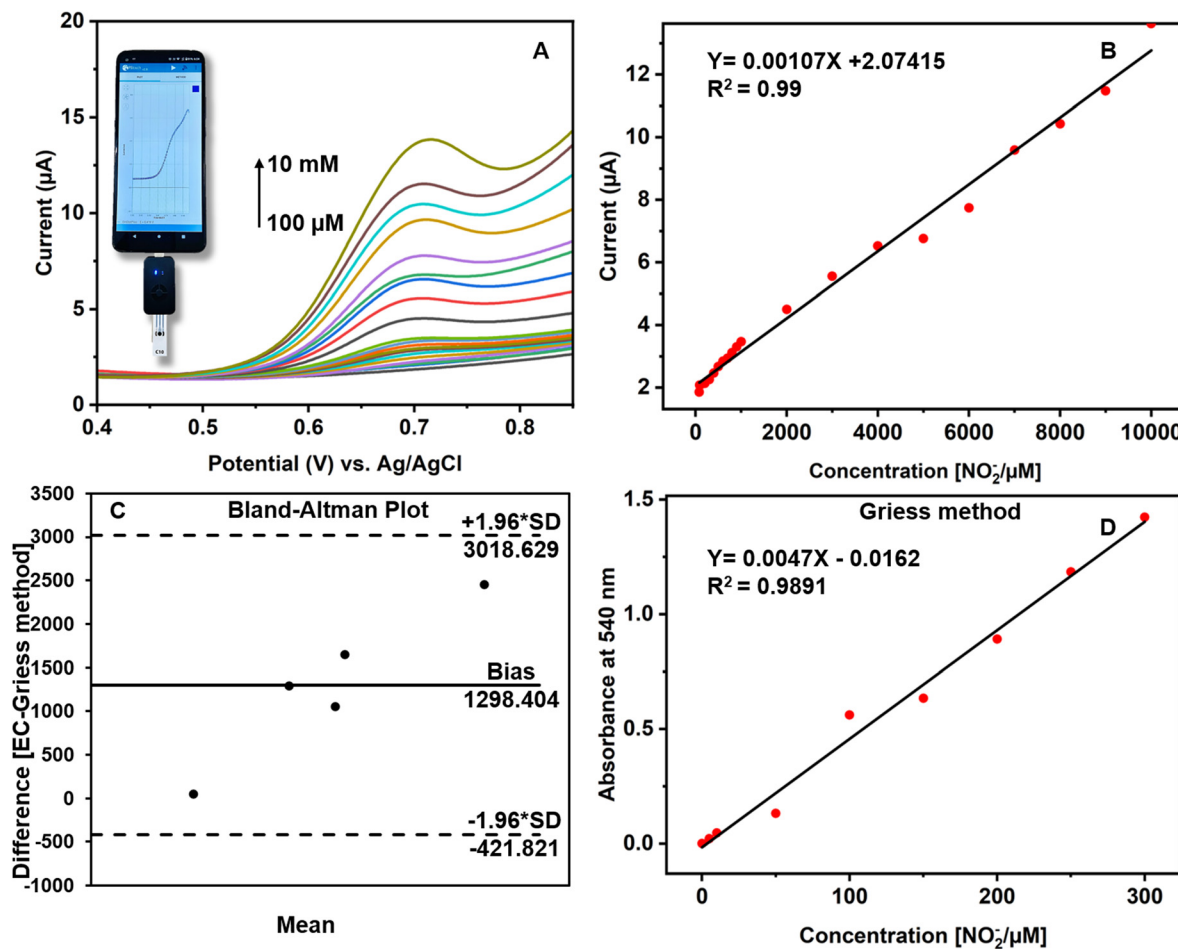 A
20
15
10
5
0
Current (µA)
10 mM
100 µM
C10
0.4 0.5 0.6 0.7 0.8
Potential (V) vs. Ag/AgCl
B
Y= 0.00107X +2.07415
R² = 0.99
12
10
8
6
4
2
Current (µA)
0 2000 4000 6000 8000 10000
Concentration [NO₂⁻/µM]
C
Bland-Altman Plot
3500
3000
2500
2000
1500
1000
500
0
-500
-1000
Difference [EC-Griess method]
+1.96*SD
3018.629
Bias
1298.404
-1.96*SD
-421.821
Mean
Griess method
D
Y= 0.0047X - 0.0162
R² = 0.9891
1.5
1.0
0.5
0.0
Absorbance at 540 nm
0 100 200 300
Concentration [NO₂⁻/µM]